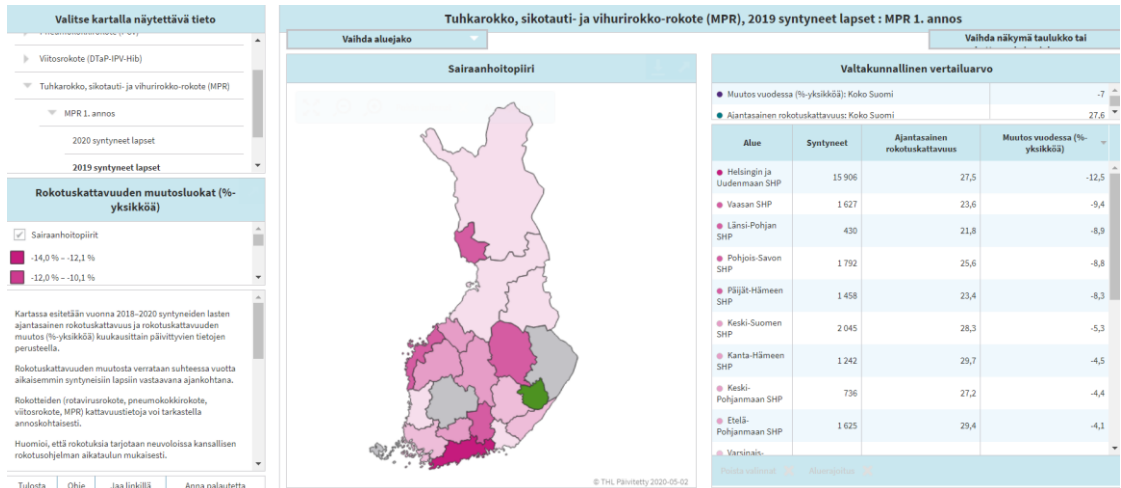 Valitse kartalla näytettävä tieto
Viitosrokote (DTaP-IPV-Hib)
Tuhkarokko, sikotauti- ja vihurirokko-rokote (MPR)
MPR 1. annos
2020 syntyneet lapset
2019 syntyneet lapset
Rokotuskattavuuden muutosluokat (%-
yksikköä)
Sairaanhoitopiirit
-14,0 % – -12,1 %
-12,0 % – -10,1 %
Kartassa esitetään vuonna 2018–2020 syntyneiden lasten
ajantasainen rokotuskattavuus ja rokotuskattavuuden
muutos (%-yksikköä) kuukausittain päivittyvien tietojen
perusteella.
Rokotuskattavuuden muutosta verrataan suhteessa vuotta
aikaisemmin syntyneisiin lapsiin vastaavana ajankohtana.
Rokotteiden (rotavirusrokote, pneumokokkirokote,
viitosrokote, MPR) kattavuustietoja voi tarkastella
annoskohtaisesti.
Huomioi, että rokotuksia tarjotaan neuvoloissa kansallisen
rokotusohjelman aikataulun mukaisesti.
Tulosta Ohje Jaa linkillä Anna palautetta
Tuhkarokko, sikotauti- ja vihurirokko-rokote (MPR), 2019 syntyneet lapset : MPR 1. annos
Vaihda aluejako
Vaihda näkymä taulukko tai
Sairaanhoitopiiri
© THL Päivitetty 2020-05-02
Valtakunnallinen vertailuarvo
Muutos vuodessa (%-yksikköä): Koko Suomi -7
Ajantasainen rokotuskattavuus: Koko Suomi 27,6
Alue Syntyneet Ajantasainen rokotuskattavuus Muutos vuodessa (%-yksikköä)
Helsingin ja Uudenmaan SHP 15 906 27,5 -12,5
Vaasan SHP 1 627 23,6 -9,4
Länsi-Pohjan SHP 430 21,8 -8,9
Pohjois-Savon SHP 1 792 25,6 -8,8
Päijät-Hämeen SHP 1 458 23,4 -8,3
Keski-Suomen SHP 2 045 28,3 -5,3
Kanta-Hämeen SHP 1 242 29,7 -4,5
Keski-Pohjanmaan SHP 736 27,2 -4,4
Etelä-Pohjanmaan SHP 1 625 29,4 -4,1
Varsinais-
Poista valinnat Aluerajoitus